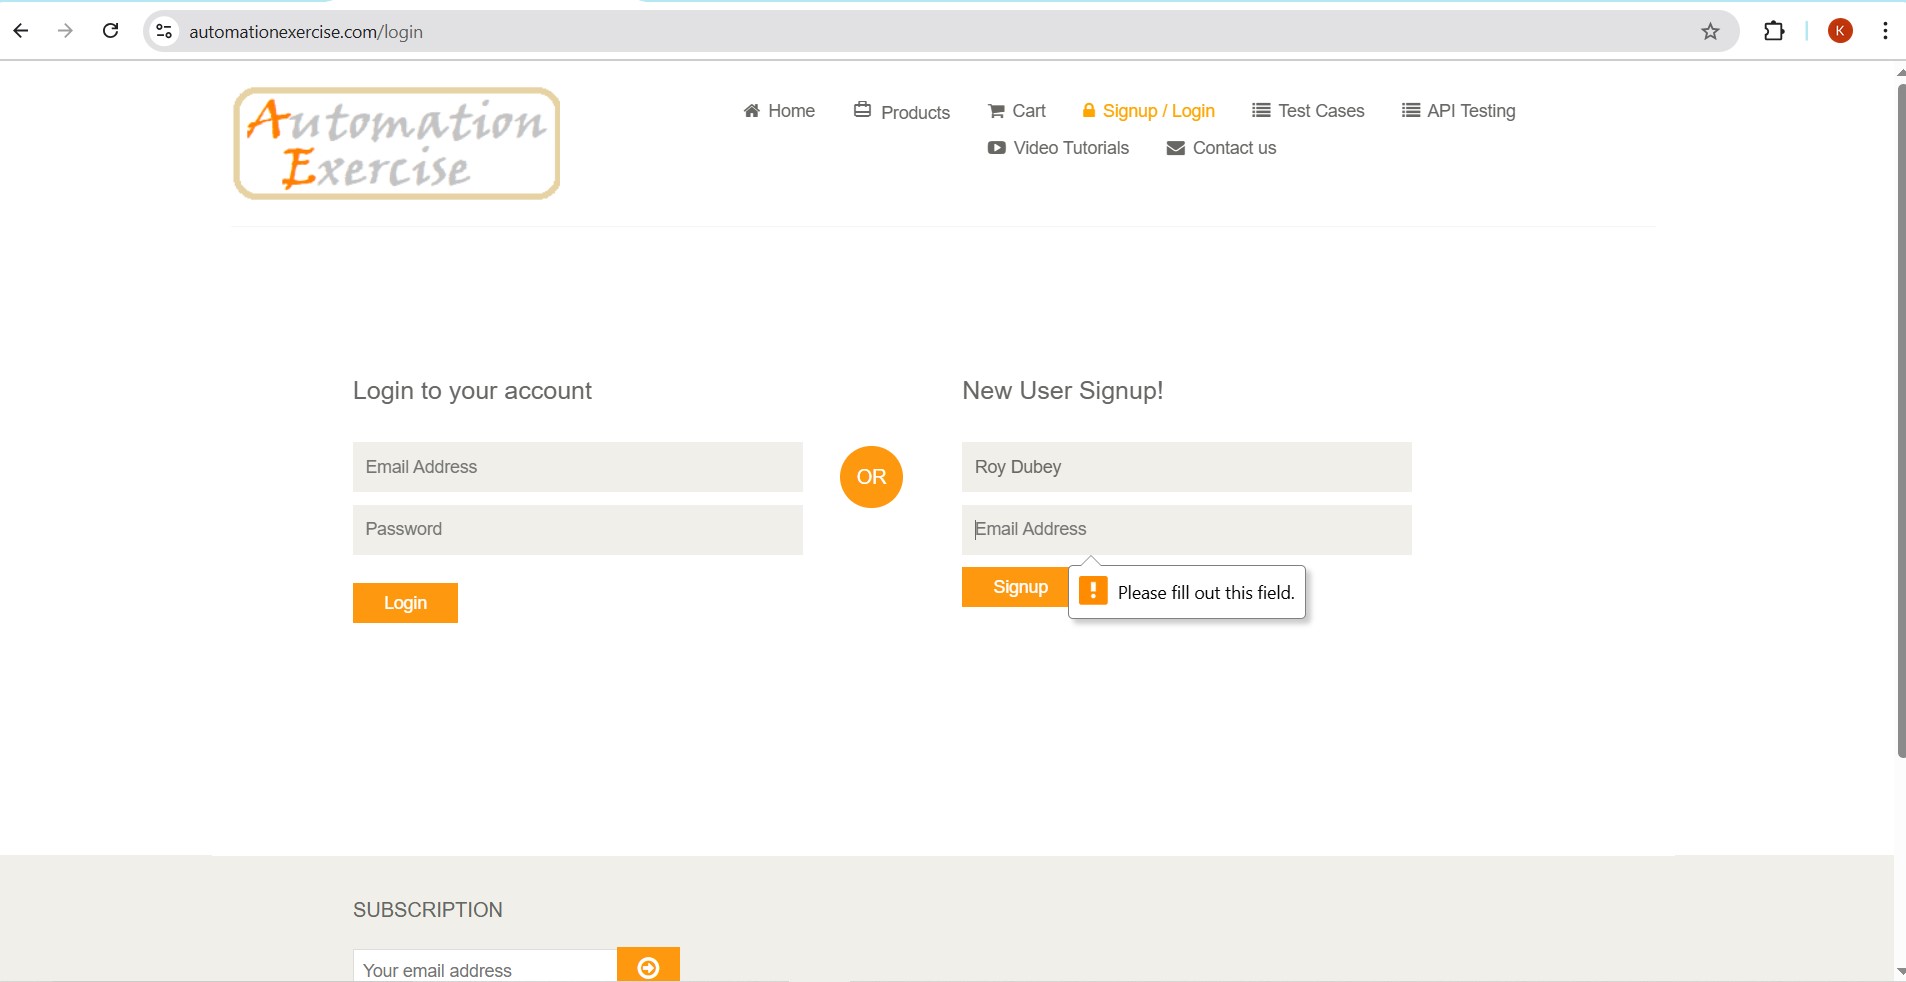 automationexercise.com/login
K
Automation
Exercise
Home Products Cart Signup / Login Test Cases API Testing
Video Tutorials Contact us
Login to your account
Email Address
Password
Login
OR
New User Signup!
Roy Dubey
Email Address
Signup
! Please fill out this field.
SUBSCRIPTION
Your email address